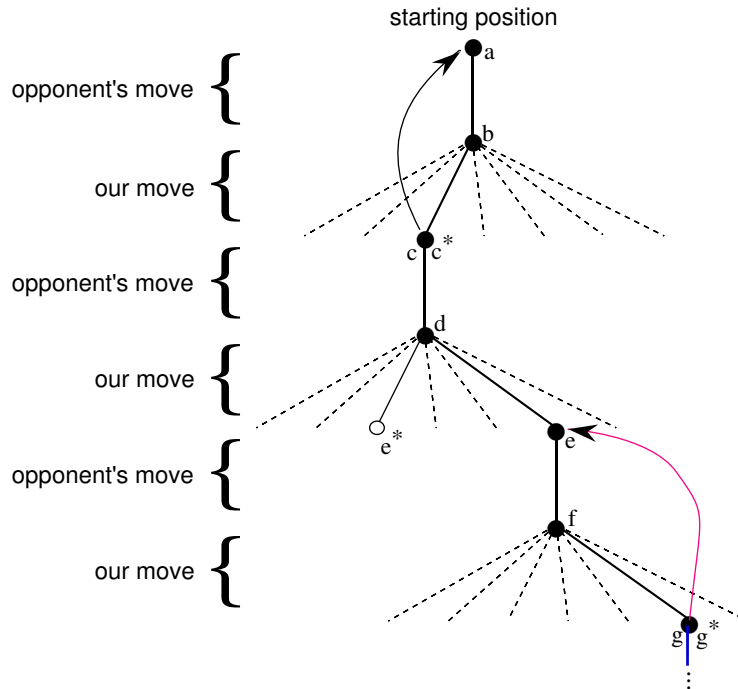 starting position
a
opponent's move {
b
our move {
c c*
opponent's move {
d
our move {
e*
e
opponent's move {
f
our move {
g g*
⋮